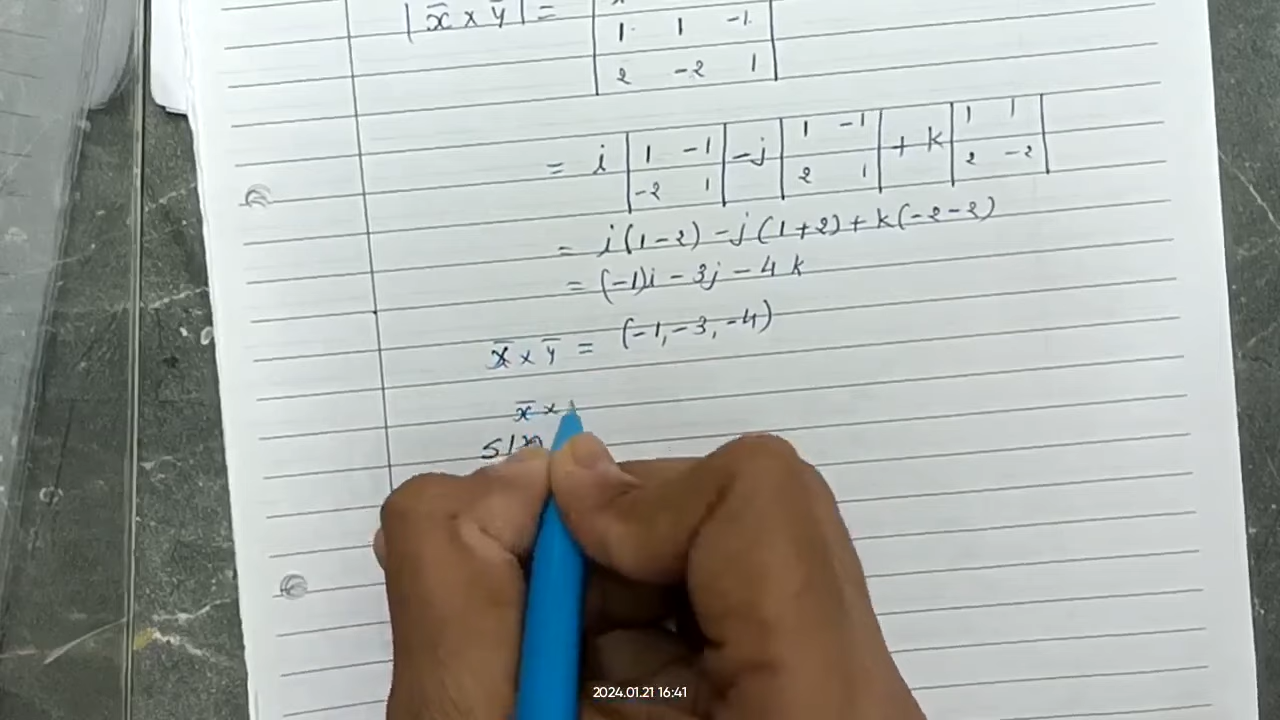 |x̄ × ȳ| =
1 1 -1
2 -2 1
= i | 1 -1 | -j | 1 -1 | + k | 1 1 |
-2 1 2 1 2 -2
= i(1-2) -j(1+2) + k(-2-2)
= (-1)i - 3j - 4k
x̄ × ȳ = (-1, -3, -4)
x̄ ×
sin
2024.01.21 16:41